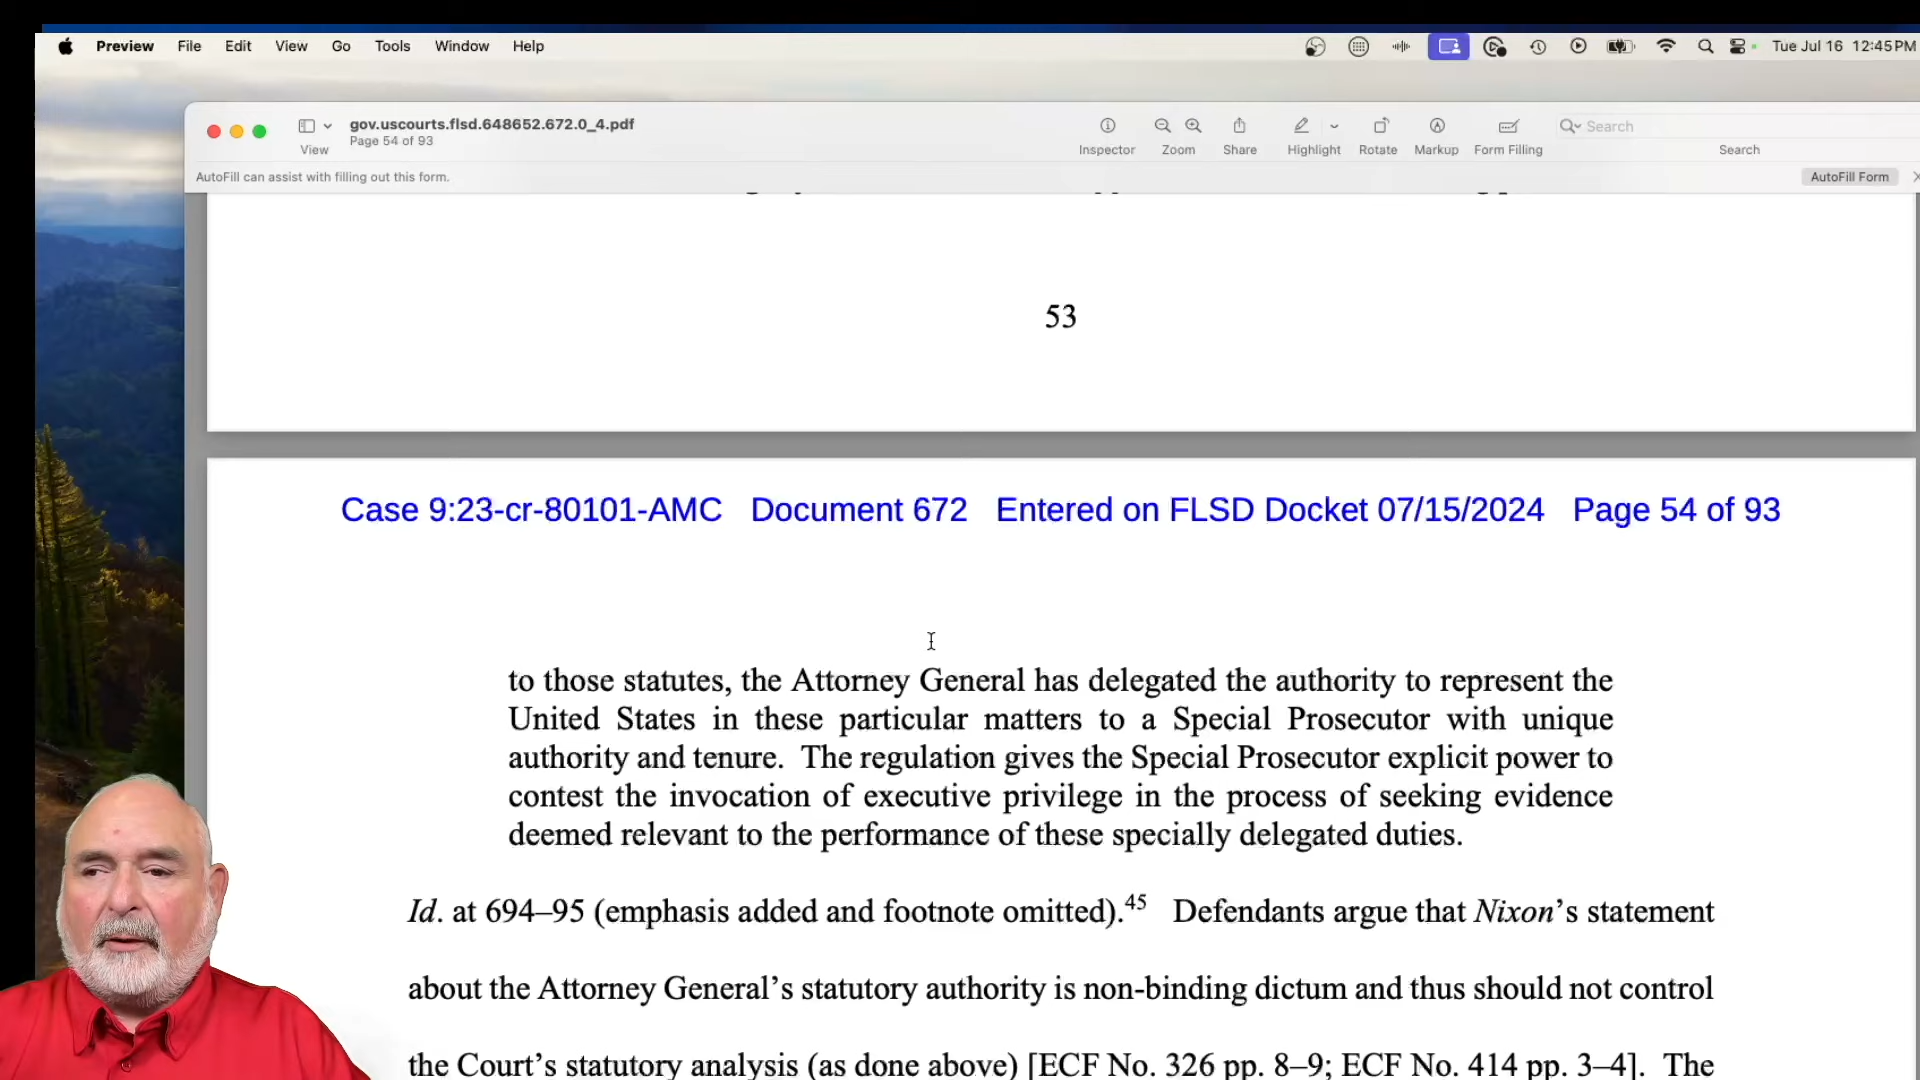 Preview File Edit View Go Tools Window Help Tue Jul 16 12:45 PM
gov.uscourts.flsd.648652.672.0_4.pdf
Page 54 of 93
Search
View Inspector Zoom Share Highlight Rotate Markup Form Filling Search
AutoFill can assist with filling out this form. AutoFill Form
53
Case 9:23-cr-80101-AMC Document 672 Entered on FLSD Docket 07/15/2024 Page 54 of 93
to those statutes, the Attorney General has delegated the authority to represent the
United States in these particular matters to a Special Prosecutor with unique
authority and tenure. The regulation gives the Special Prosecutor explicit power to
contest the invocation of executive privilege in the process of seeking evidence
deemed relevant to the performance of these specially delegated duties.
Id. at 694–95 (emphasis added and footnote omitted).45 Defendants argue that Nixon’s statement
about the Attorney General’s statutory authority is non-binding dictum and thus should not control
the Court’s statutory analysis (as done above) [ECF No. 326 pp. 8–9; ECF No. 414 pp. 3–4]. The